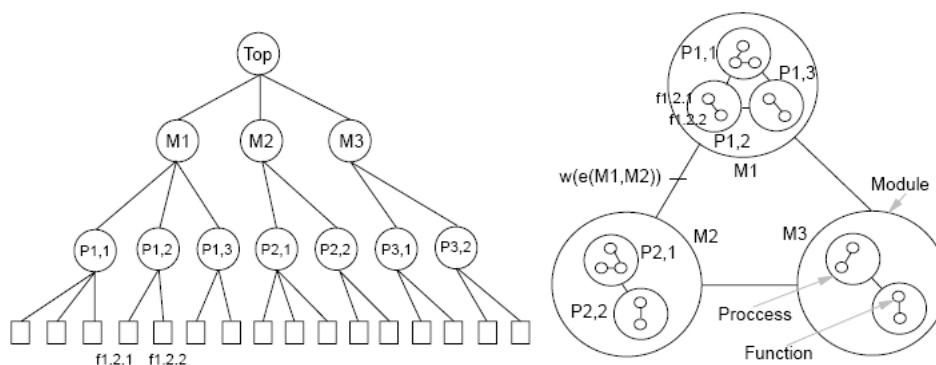 Top
M1
M2
M3
P1,1
P1,2
P1,3
P2,1
P2,2
P3,1
P3,2
f1.2.1
f1.2.2
P1,1
P1,3
f1.2.1
f1.2.2
P1,2
M1
w(e(M1,M2))
Module
M2
M3
P2,1
P2,2
Proccess
Function